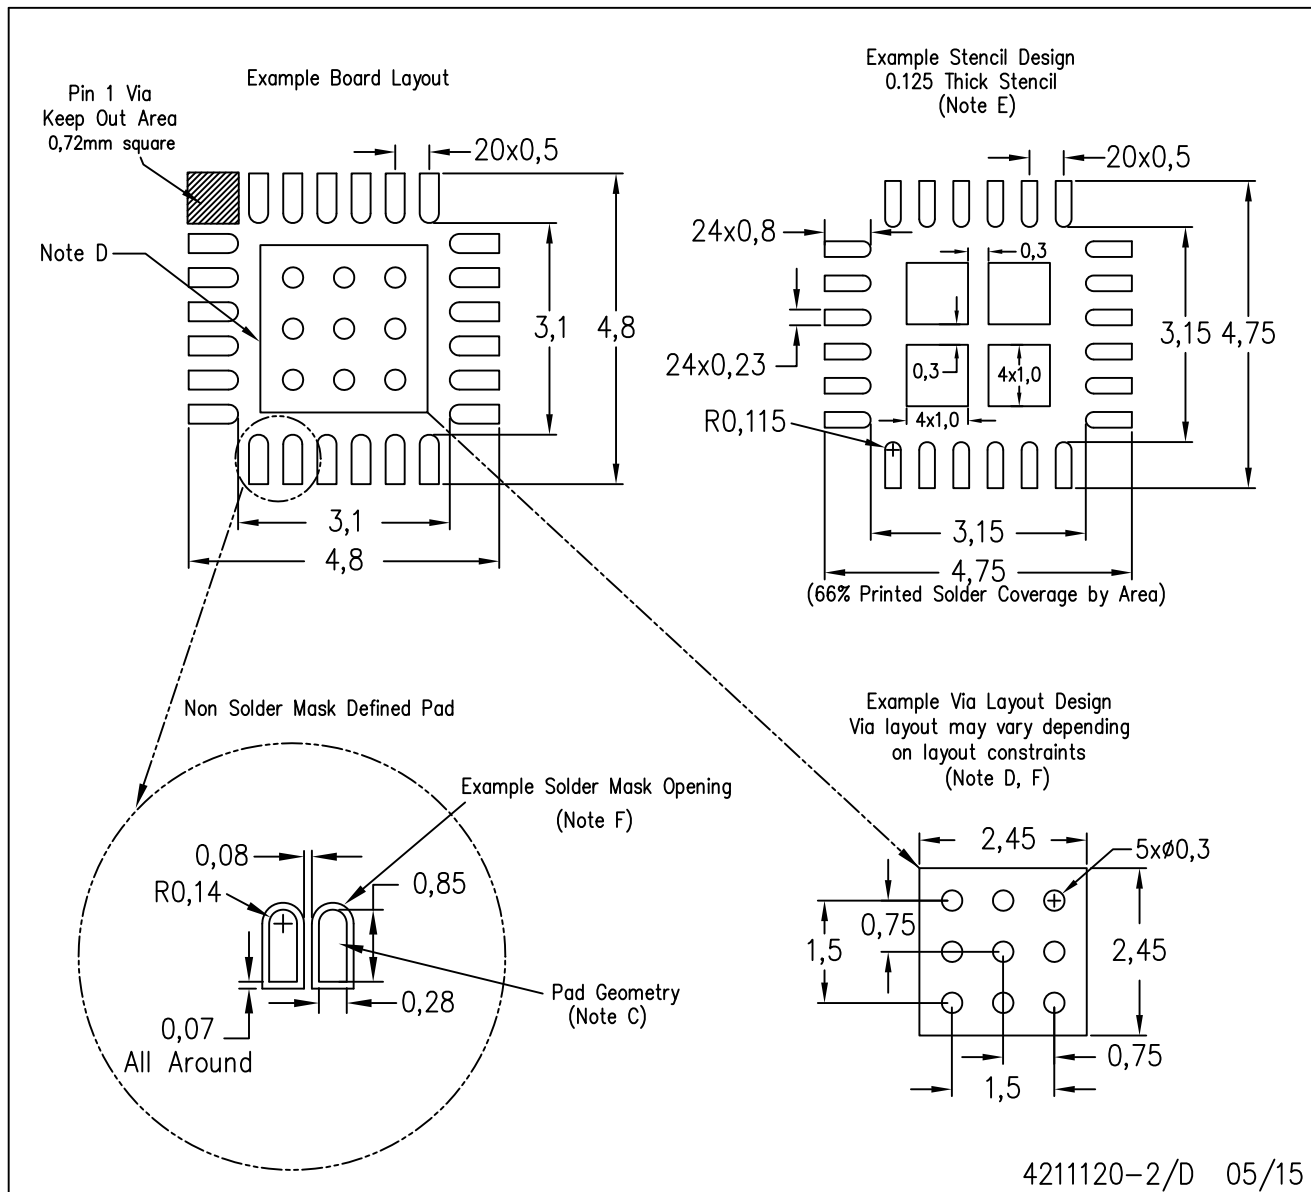 Example Board Layout
Pin 1 Via
Keep Out Area
0,72mm square
20x0,5
Note D
3,1
4,8
3,1
4,8
Example Stencil Design
0.125 Thick Stencil
(Note E)
20x0,5
24x0,8
0,3
24x0,23
0,3
4x1,0
4x1,0
R0,115
3,15
4,75
3,15
4,75
(66% Printed Solder Coverage by Area)
Non Solder Mask Defined Pad
Example Solder Mask Opening
(Note F)
0,08
R0,14
0,85
0,28
Pad Geometry
(Note C)
0,07
All Around
Example Via Layout Design
Via layout may vary depending
on layout constraints
(Note D, F)
2,45
5xø0,3
0,75
1,5
2,45
0,75
1,5
4211120-2/D 05/15